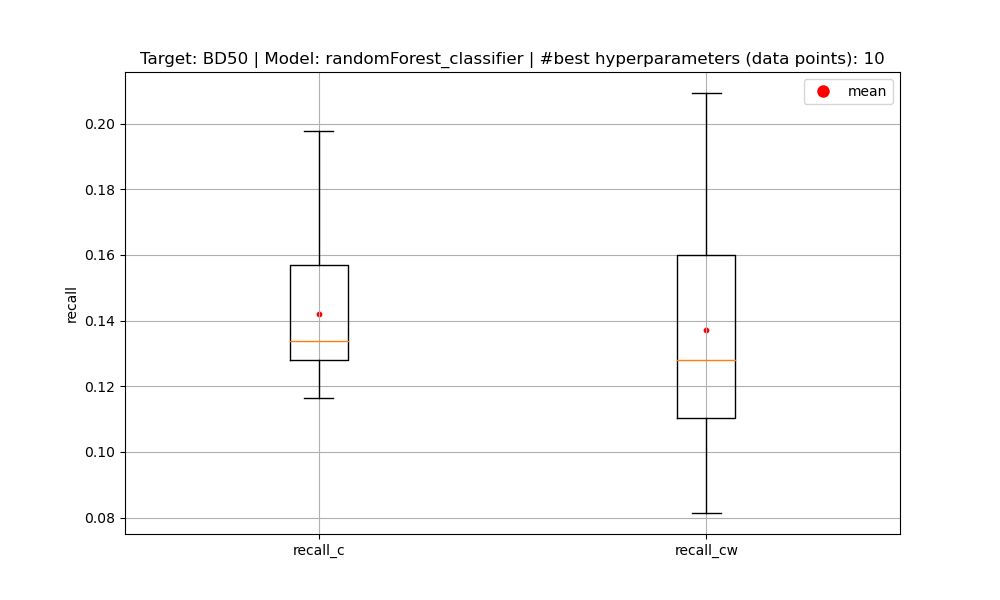 Target: BD50 | Model: randomForest_classifier | #best hyperparameters (data points): 10
mean
0.20
0.18
0.16
0.14
0.12
0.10
0.08
recall
recall_c
recall_cw